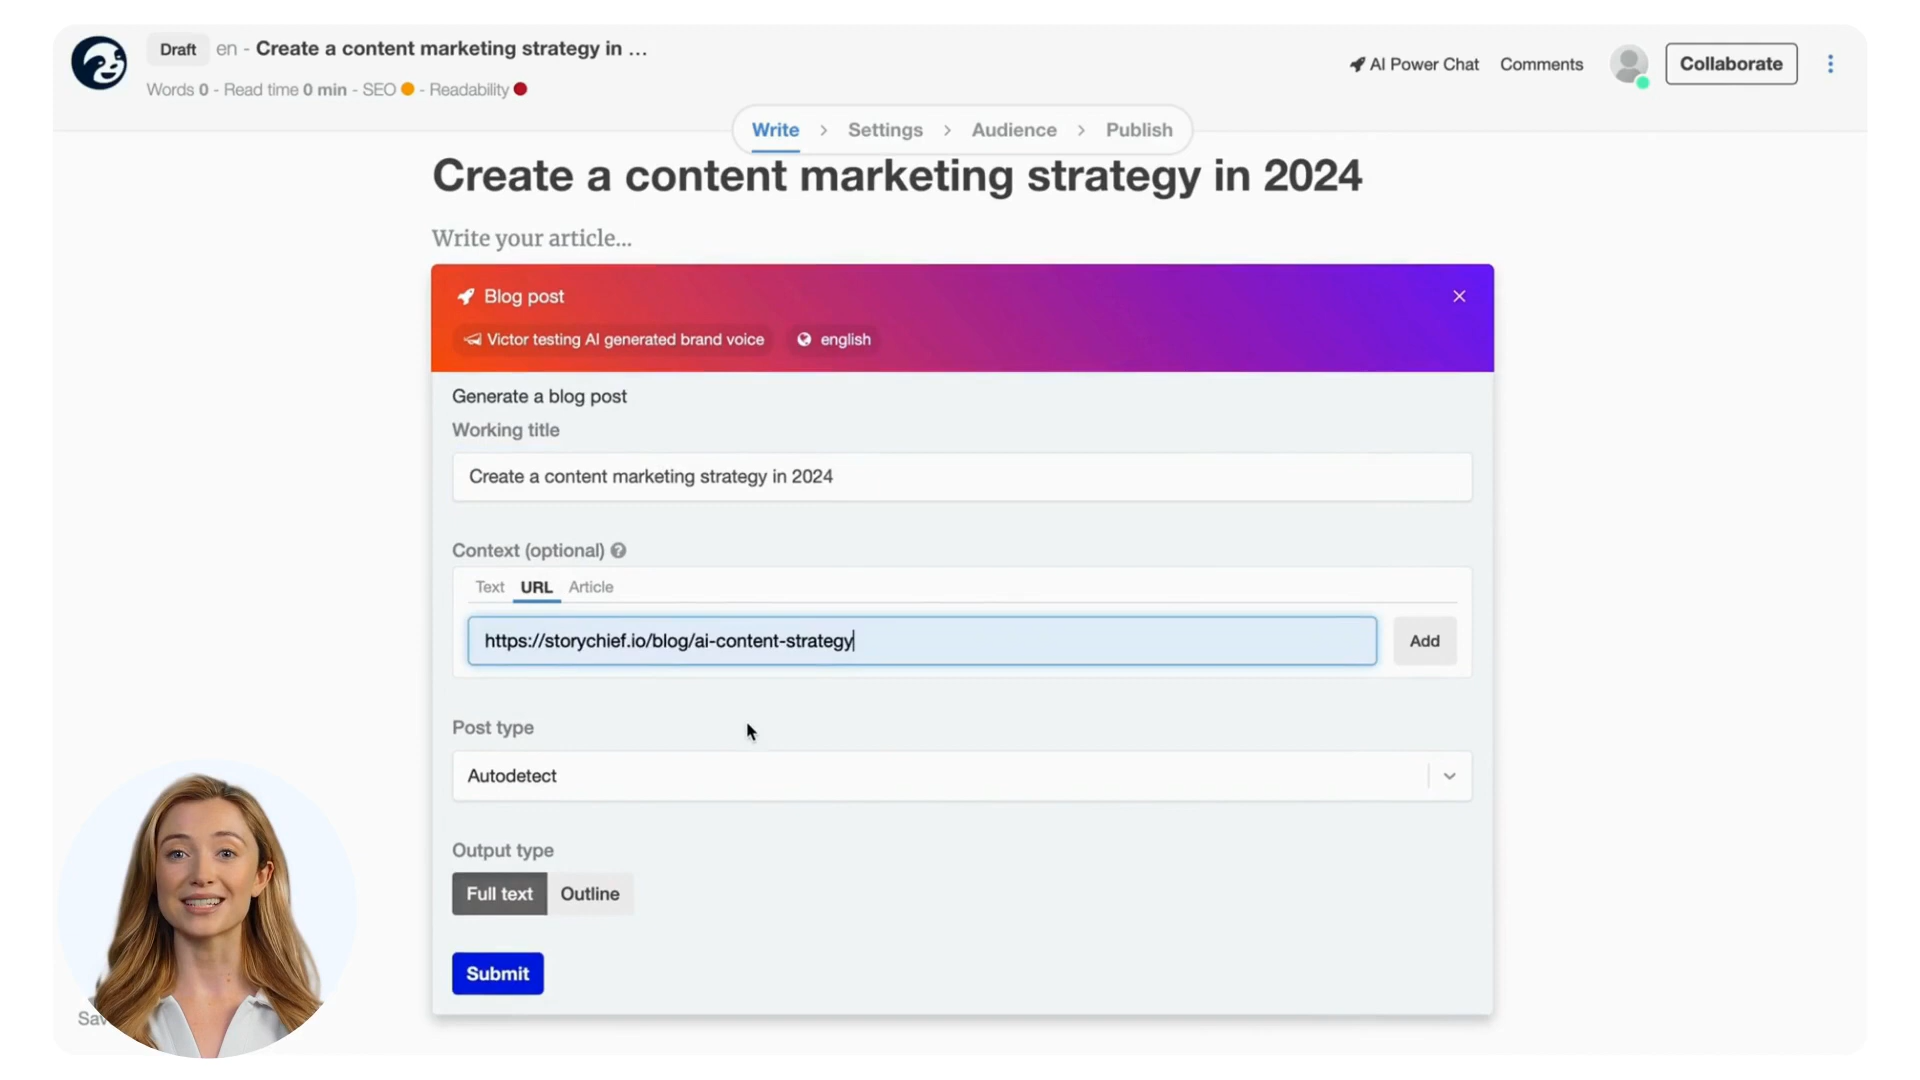 Draft en - Create a content marketing strategy in ...
Words 0 - Read time 0 min - SEO - Readability
AI Power Chat
Comments
Collaborate
Write > Settings > Audience > Publish
Create a content marketing strategy in 2024
Write your article...
Blog post
Victor testing AI generated brand voice
english
Generate a blog post
Working title
Create a content marketing strategy in 2024
Context (optional) ?
Text URL Article
https://storychief.io/blog/ai-content-strategy
Add
Post type
Autodetect
Output type
Full text Outline
Submit